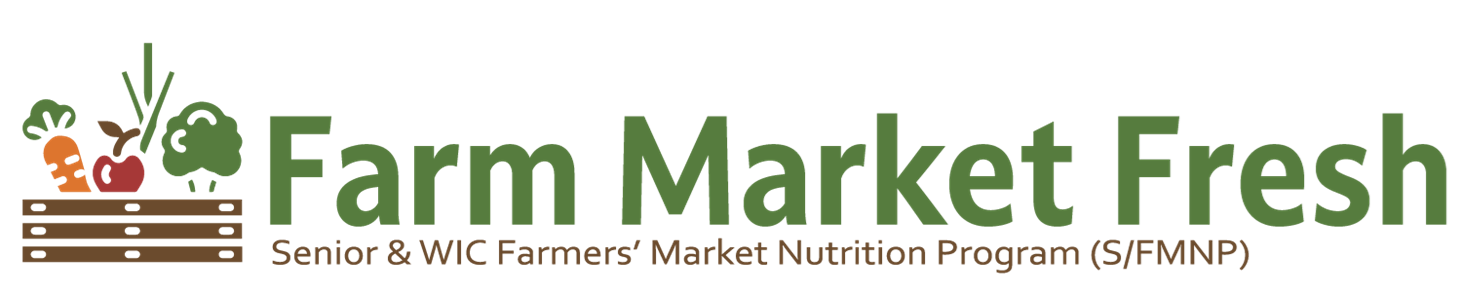 Farm Market Fresh
Senior & WIC Farmers’ Market Nutrition Program (S/FMNP)